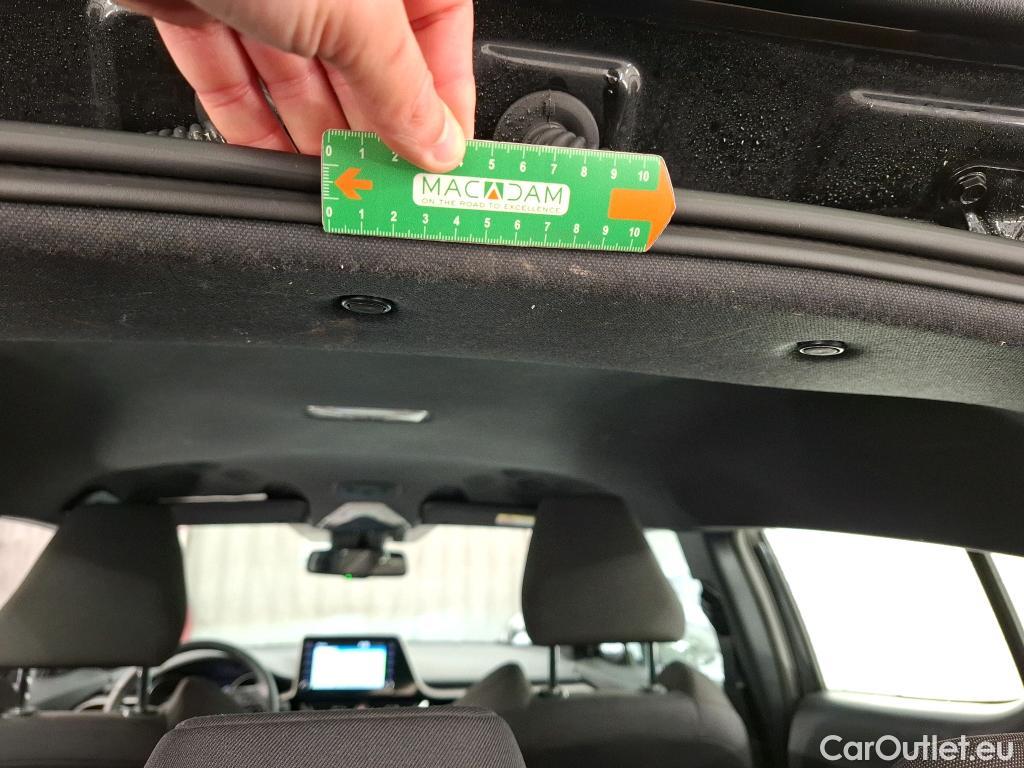 0 1 2 4 5 6 7 8 9 10
MACADAM
ON THE ROAD TO EXCELLENCE
0 1 2 3 4 5 6 7 8 9 10
CarOutlet.eu